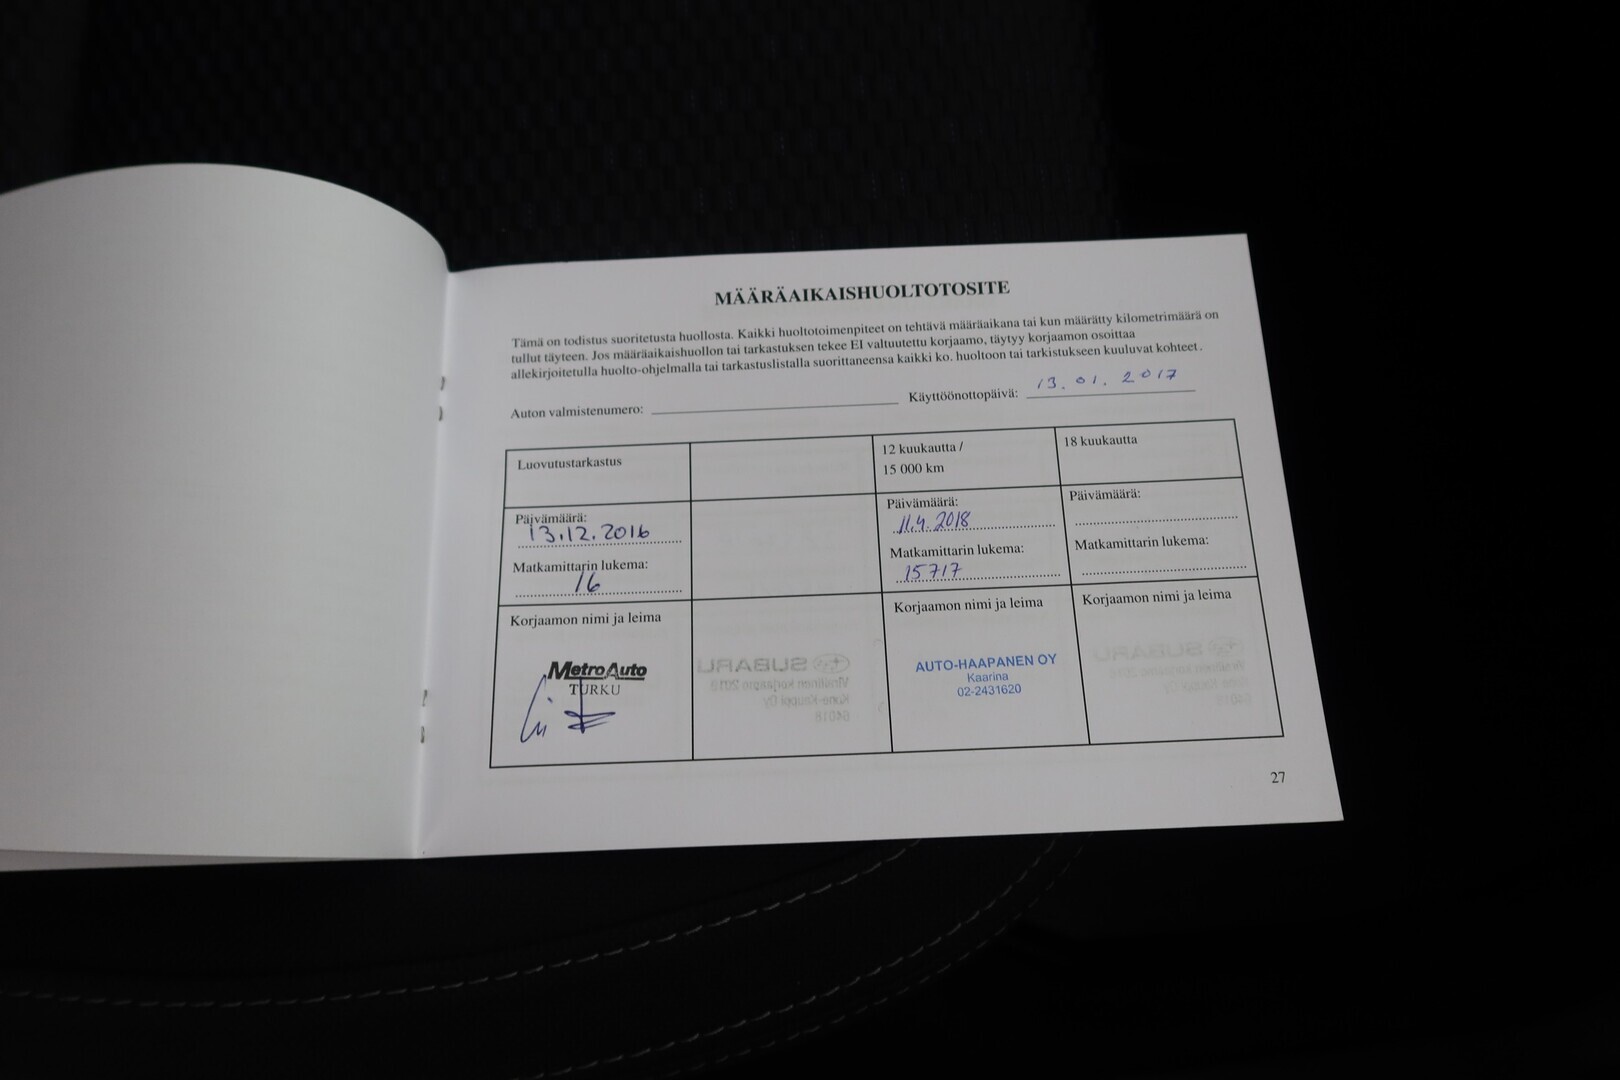 MÄÄRÄAIKAISHUOLTOTOSITE
Tämä on todistus suoritetusta huollosta. Kaikki huoltotoimenpiteet on tehtävä määräaikana tai kun määrätty kilometrimäärä on
tullut täyteen. Jos määräaikaishuollon tai tarkastuksen tekee EI valtuutettu korjaamo, täytyy korjaamon osoittaa
allekirjoitetulla huolto-ohjelmalla tai tarkastuslistalla suorittaneensa kaikki ko. huoltoon tai tarkistukseen kuuluvat kohteet.
Auton valmistenumero: Käyttöönottopäivä: 13.01.2017
Luovutustarkastus
12 kuukautta /
15 000 km
18 kuukautta
Päivämäärä:
13.12.2016
Matkamittarin lukema:
16
Päivämäärä:
11.4.2018
Matkamittarin lukema:
15717
Päivämäärä:
Matkamittarin lukema:
Korjaamon nimi ja leima
MetroAuto
TURKU
SUBARU
Korjaamon nimi ja leima
AUTO-HAAPANEN OY
Kaarina
02-2431620
Korjaamon nimi ja leima
SUBARU
27